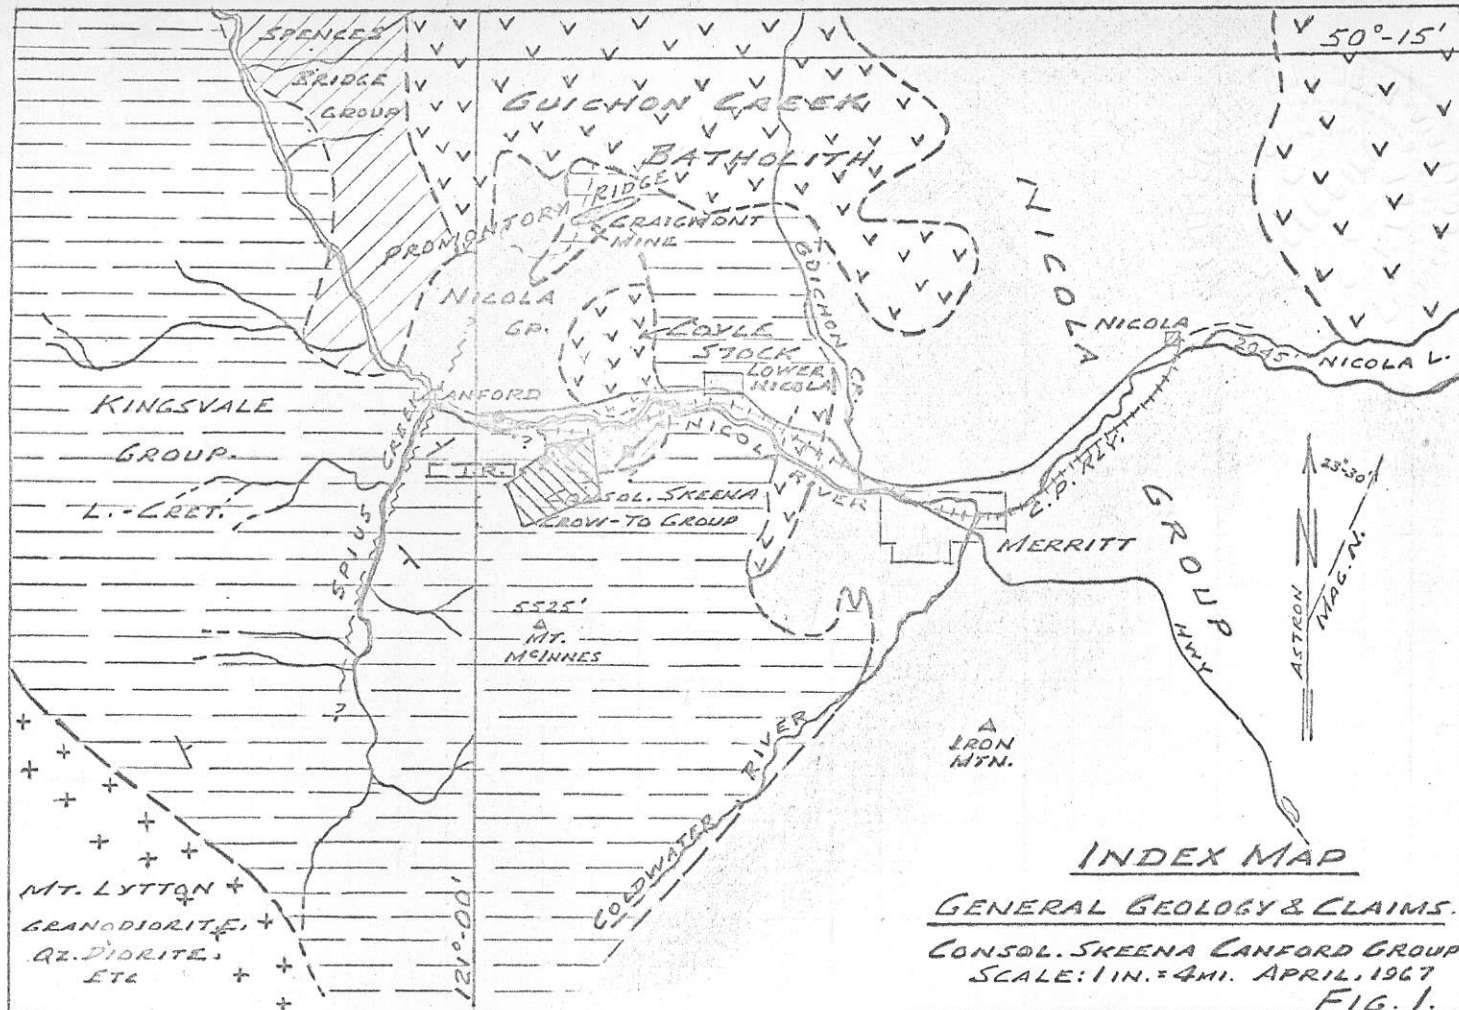 SPENCES
BRIDGE
GROUP
50°-15'
GUICHON CREEK
BATHOLITH
PROMONTORY RIDGE
CRAIGMONT
MINE
NICOLA
GP.
GUICHON CR.
NICOLA GROUP
COYLE
STOCK
LOWER
NICOLA
NICOLA
2045'
NICOLA L.
CANFORD
KINGSVALE
GROUP.
L.-CRET.
SPIUS CREEK
?
NICOLA RIVER
CONSOL. SKEENA
CROW-TO GROUP
C.P. RLY.
MERRITT
HWY
23°-30'
ASTRON
N
MAG. N.
5525'
MT.
McINNES
?
IRON
MTN.
COLDWATER RIVER
MT. LYTTON
GRANODIORITE,
QZ. DIORITE,
ETC
121°-00'
INDEX MAP
GENERAL GEOLOGY & CLAIMS.
CONSOL. SKEENA CANFORD GROUP
SCALE: 1 IN. = 4 MI. APRIL, 1967
FIG. 1.